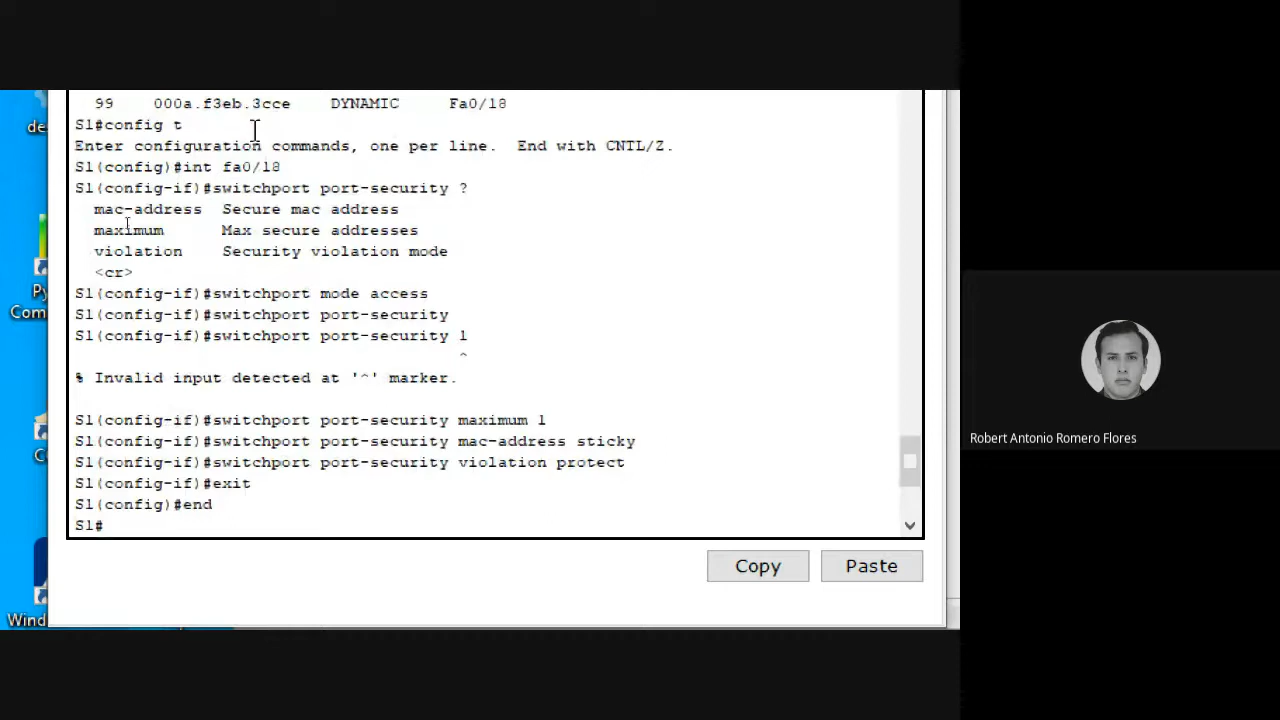 99 000a.f3eb.3cce DYNAMIC Fa0/18
S1#config t
Enter configuration commands, one per line. End with CNTL/Z.
S1(config)#int fa0/18
S1(config-if)#switchport port-security ?
mac-address Secure mac address
maximum Max secure addresses
violation Security violation mode
<cr>
S1(config-if)#switchport mode access
S1(config-if)#switchport port-security
S1(config-if)#switchport port-security 1
^
% Invalid input detected at '^' marker.
S1(config-if)#switchport port-security maximum 1
S1(config-if)#switchport port-security mac-address sticky
S1(config-if)#switchport port-security violation protect
S1(config-if)#exit
S1(config)#end
S1#
Copy
Paste
de
Py
Com
C
Wind
Robert Antonio Romero Flores